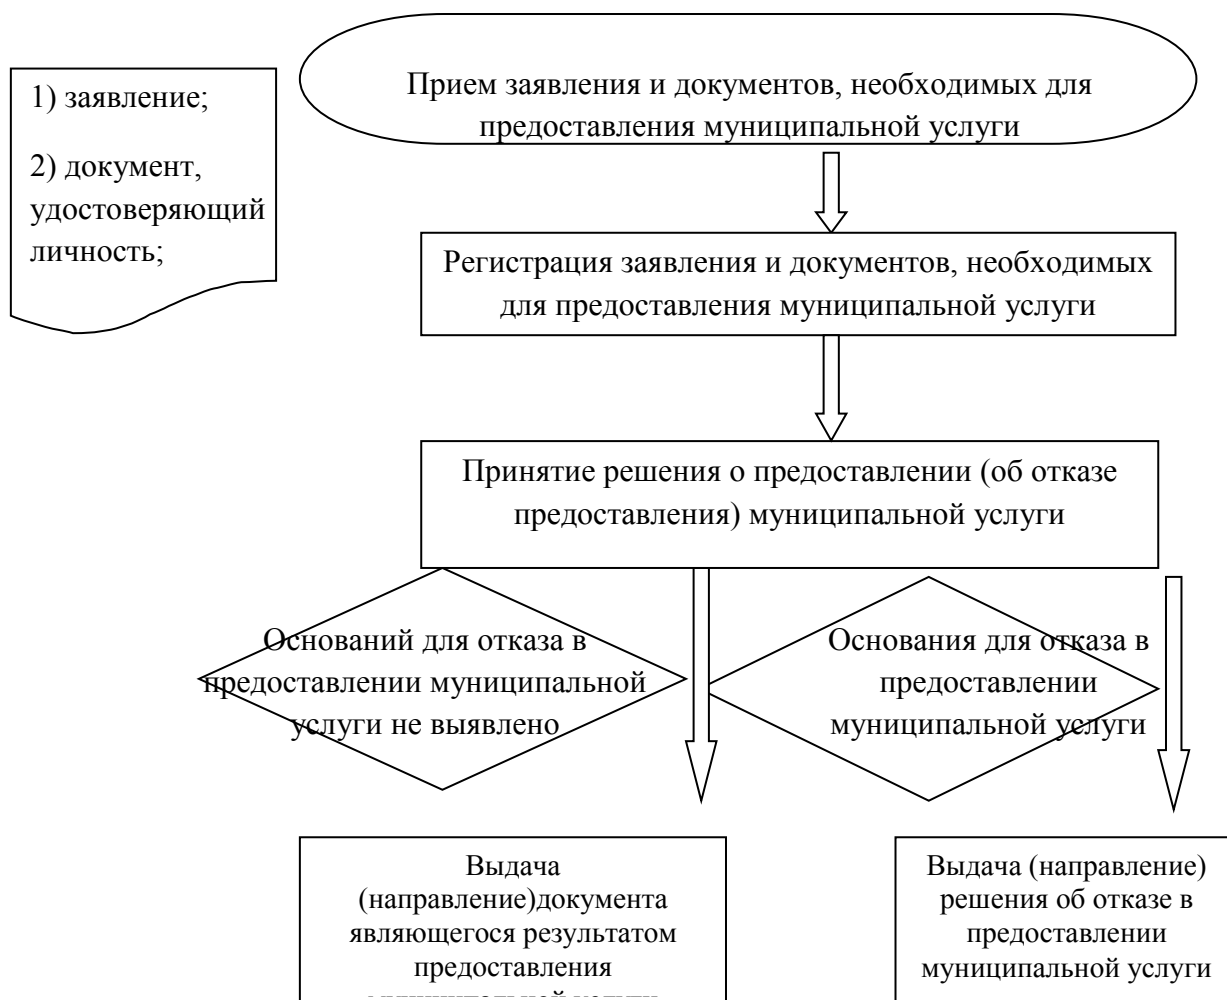 1) заявление;
2) документ,
удостоверяющий
личность;
Прием заявления и документов, необходимых для
предоставления муниципальной услуги
Регистрация заявления и документов, необходимых
для предоставления муниципальной услуги
Принятие решения о предоставлении (об отказе
предоставления) муниципальной услуги
Оснований для отказа в
предоставлении муниципальной
услуги не выявлено
Основания для отказа в
предоставлении
муниципальной услуги
Выдача
(направление)документа
являющегося результатом
предоставления
муниципальной услуги
Выдача (направление)
решения об отказе в
предоставлении
муниципальной услуги